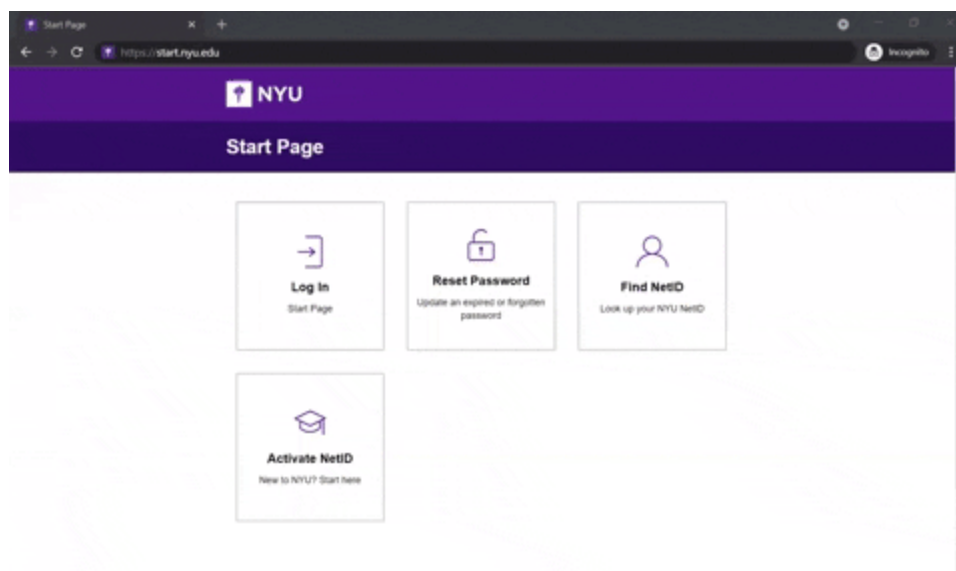 Start Page
https://start.nyu.edu
Incognito
NYU
Start Page
Log In
Start Page
Reset Password
Update an expired or forgotten
password
Find NetID
Look up your NYU NetID
Activate NetID
New to NYU? Start here